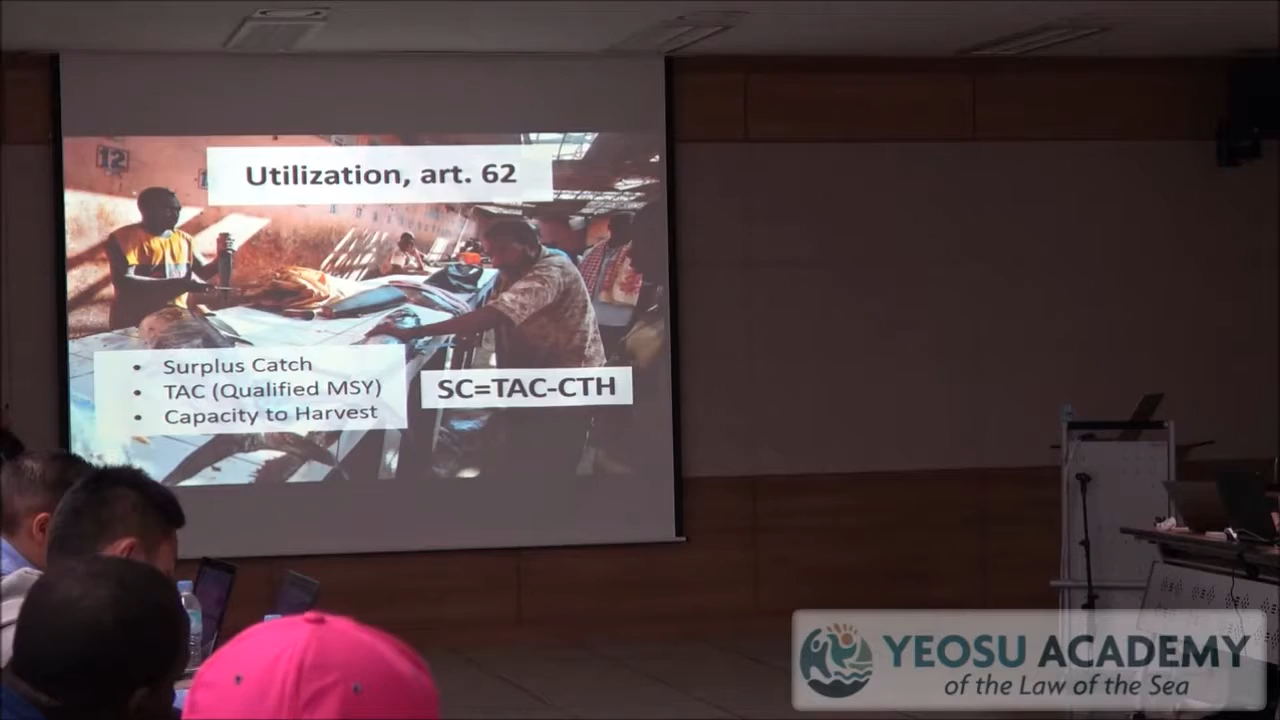 12
Utilization, art. 62
• Surplus Catch
• TAC (Qualified MSY)
• Capacity to Harvest
SC=TAC-CTH
YEOSU ACADEMY
of the Law of the Sea